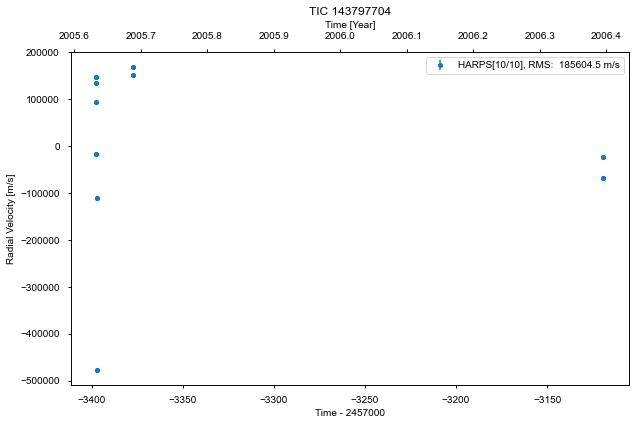 TIC 143797704
Time [Year]
2005.6 2005.7 2005.8 2005.9 2006.0 2006.1 2006.2 2006.3 2006.4
HARPS[10/10], RMS: 185604.5 m/s
200000
100000
0
−100000
−200000
−300000
−400000
−500000
Radial Velocity [m/s]
−3400 −3350 −3300 −3250 −3200 −3150
Time - 2457000